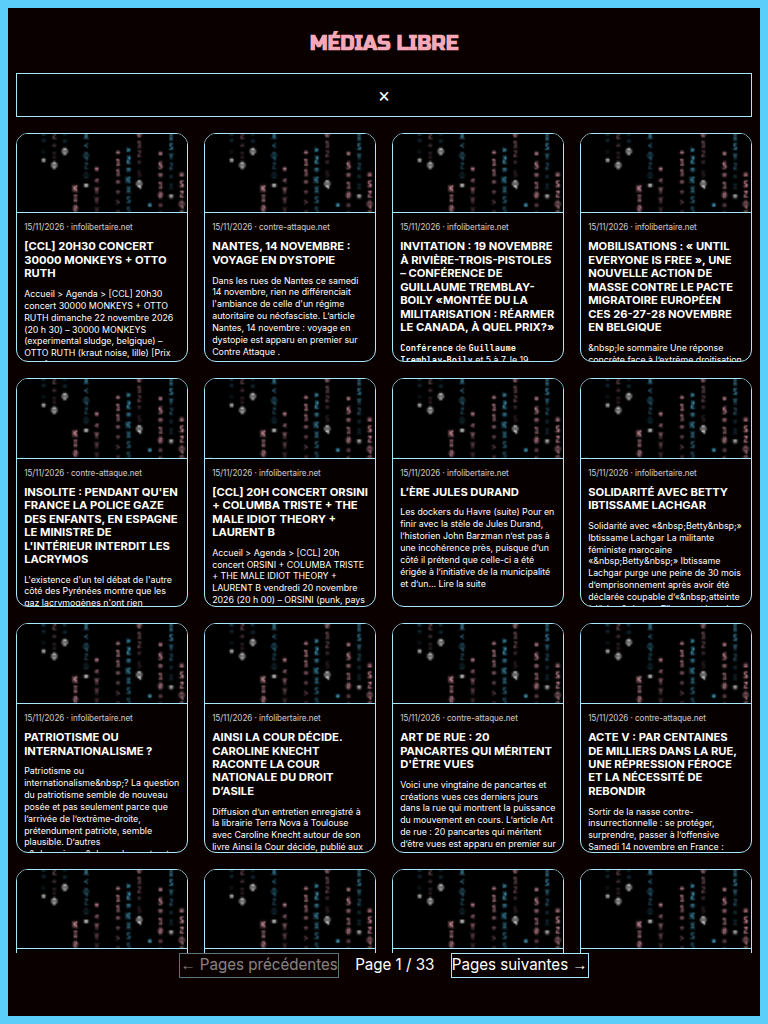 MÉDIAS LIBRE
×
15/11/2026 · infolibertaire.net
[CCL] 20H30 CONCERT
30000 MONKEYS + OTTO
RUTH
Accueil > Agenda > [CCL] 20h30
concert 30000 MONKEYS + OTTO
RUTH dimanche 22 novembre 2026
(20 h 30) – 30000 MONKEYS
(experimental sludge, belgique) –
OTTO RUTH (kraut noise, lille) [Prix
15/11/2026 · contre-attaque.net
NANTES, 14 NOVEMBRE :
VOYAGE EN DYSTOPIE
Dans les rues de Nantes ce samedi
14 novembre, rien ne différenciait
l'ambiance de celle d'un régime
autoritaire ou néofasciste. L'article
Nantes, 14 novembre : voyage en
dystopie est apparu en premier sur
Contre Attaque .
15/11/2026 · infolibertaire.net
INVITATION : 19 NOVEMBRE
À RIVIÈRE-TROIS-PISTOLES
– CONFÉRENCE DE
GUILLAUME TREMBLAY-
BOILY «MONTÉE DU LA
MILITARISATION : RÉARMER
LE CANADA, À QUEL PRIX?»
Conférence de Guillaume
Tremblay-Boily et 5 à 7 le 19
15/11/2026 · infolibertaire.net
MOBILISATIONS : « UNTIL
EVERYONE IS FREE », UNE
NOUVELLE ACTION DE
MASSE CONTRE LE PACTE
MIGRATOIRE EUROPÉEN
CES 26-27-28 NOVEMBRE
EN BELGIQUE
&nbsp;le sommaire Une réponse
concrète face à l'extrême droitisation
15/11/2026 · contre-attaque.net
INSOLITE : PENDANT QU'EN
FRANCE LA POLICE GAZE
DES ENFANTS, EN ESPAGNE
LE MINISTRE DE
L'INTÉRIEUR INTERDIT LES
LACRYMOS
L'existence d'un tel débat de l'autre
côté des Pyrénées montre que les
gaz lacrymogènes n'ont rien
15/11/2026 · infolibertaire.net
[CCL] 20H CONCERT ORSINI
+ COLUMBA TRISTE + THE
MALE IDIOT THEORY +
LAURENT B
Accueil > Agenda > [CCL] 20h
concert ORSINI + COLUMBA TRISTE
+ THE MALE IDIOT THEORY +
LAURENT B vendredi 20 novembre
2026 (20 h 00) – ORSINI (punk, pays
15/11/2026 · infolibertaire.net
L'ÈRE JULES DURAND
Les dockers du Havre (suite) Pour en
finir avec la stèle de Jules Durand,
l'historien John Barzman n'est pas à
une incohérence près, puisque d'un
côté il prétend que celle-ci a été
érigée à l'initiative de la municipalité
et d'un... Lire la suite
15/11/2026 · infolibertaire.net
SOLIDARITÉ AVEC BETTY
IBTISSAME LACHGAR
Solidarité avec «&nbsp;Betty&nbsp;»
Ibtissame Lachgar La militante
féministe marocaine
«&nbsp;Betty&nbsp;» Ibtissame
Lachgar purge une peine de 30 mois
d'emprisonnement après avoir été
déclarée coupable d'«&nbsp;atteinte
15/11/2026 · infolibertaire.net
PATRIOTISME OU
INTERNATIONALISME ?
Patriotisme ou
internationalisme&nbsp;? La question
du patriotisme semble de nouveau
posée et pas seulement parce que
l'arrivée de l'extrême-droite,
prétendument patriote, semble
plausible. D'autres
15/11/2026 · infolibertaire.net
AINSI LA COUR DÉCIDE.
CAROLINE KNECHT
RACONTE LA COUR
NATIONALE DU DROIT
D'ASILE
Diffusion d'un entretien enregistré à
la librairie Terra Nova à Toulouse
avec Caroline Knecht autour de son
livre Ainsi la Cour décide, publié aux
15/11/2026 · contre-attaque.net
ART DE RUE : 20
PANCARTES QUI MÉRITENT
D'ÊTRE VUES
Voici une vingtaine de pancartes et
créations vues ces derniers jours
dans la rue qui montrent la puissance
du mouvement en cours. L'article Art
de rue : 20 pancartes qui méritent
d'être vues est apparu en premier sur
15/11/2026 · contre-attaque.net
ACTE V : PAR CENTAINES
DE MILLIERS DANS LA RUE,
UNE RÉPRESSION FÉROCE
ET LA NÉCESSITÉ DE
REBONDIR
Sortir de la nasse contre-
insurrectionnelle : se protéger,
surprendre, passer à l'offensive
Samedi 14 novembre en France :
← Pages précédentes
Page 1 / 33
Pages suivantes →